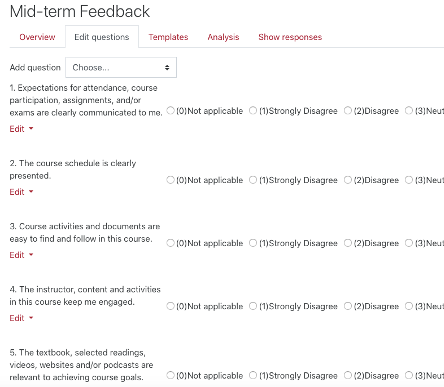 Mid-term Feedback
Overview Edit questions Templates Analysis Show responses
Add question Choose...
1. Expectations for attendance, course
participation, assignments, and/or
exams are clearly communicated to me. (0)Not applicable (1)Strongly Disagree (2)Disagree (3)Neut
Edit
2. The course schedule is clearly
presented. (0)Not applicable (1)Strongly Disagree (2)Disagree (3)Neut
Edit
3. Course activities and documents are
easy to find and follow in this course. (0)Not applicable (1)Strongly Disagree (2)Disagree (3)Neut
Edit
4. The instructor, content and activities
in this course keep me engaged. (0)Not applicable (1)Strongly Disagree (2)Disagree (3)Neut
Edit
5. The textbook, selected readings,
videos, websites and/or podcasts are
relevant to achieving course goals. (0)Not applicable (1)Strongly Disagree (2)Disagree (3)Neut